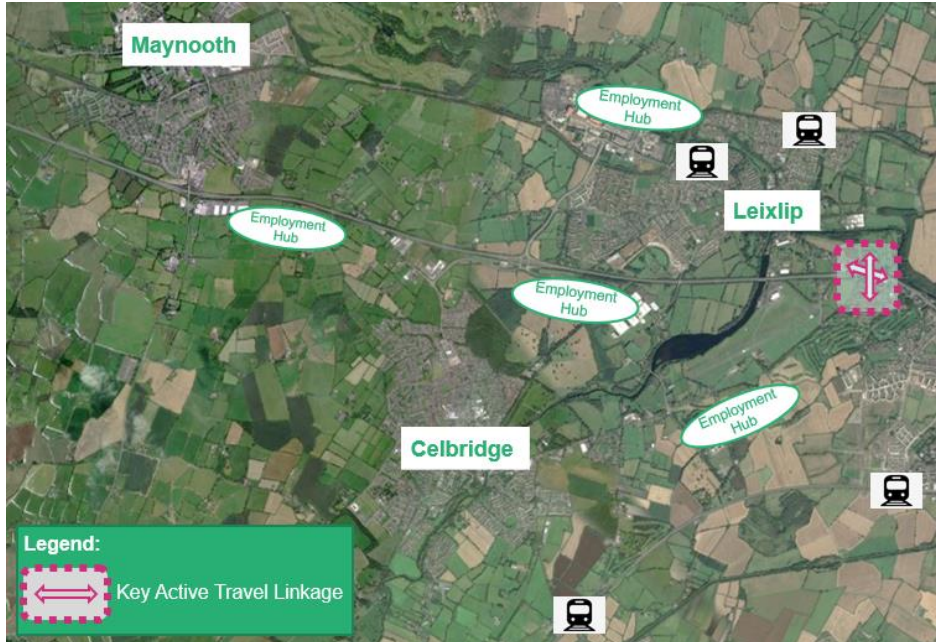 Maynooth
Employment
Hub
Leixlip
Employment
Hub
Employment
Hub
Employment
Hub
Celbridge
Legend:
Key Active Travel Linkage